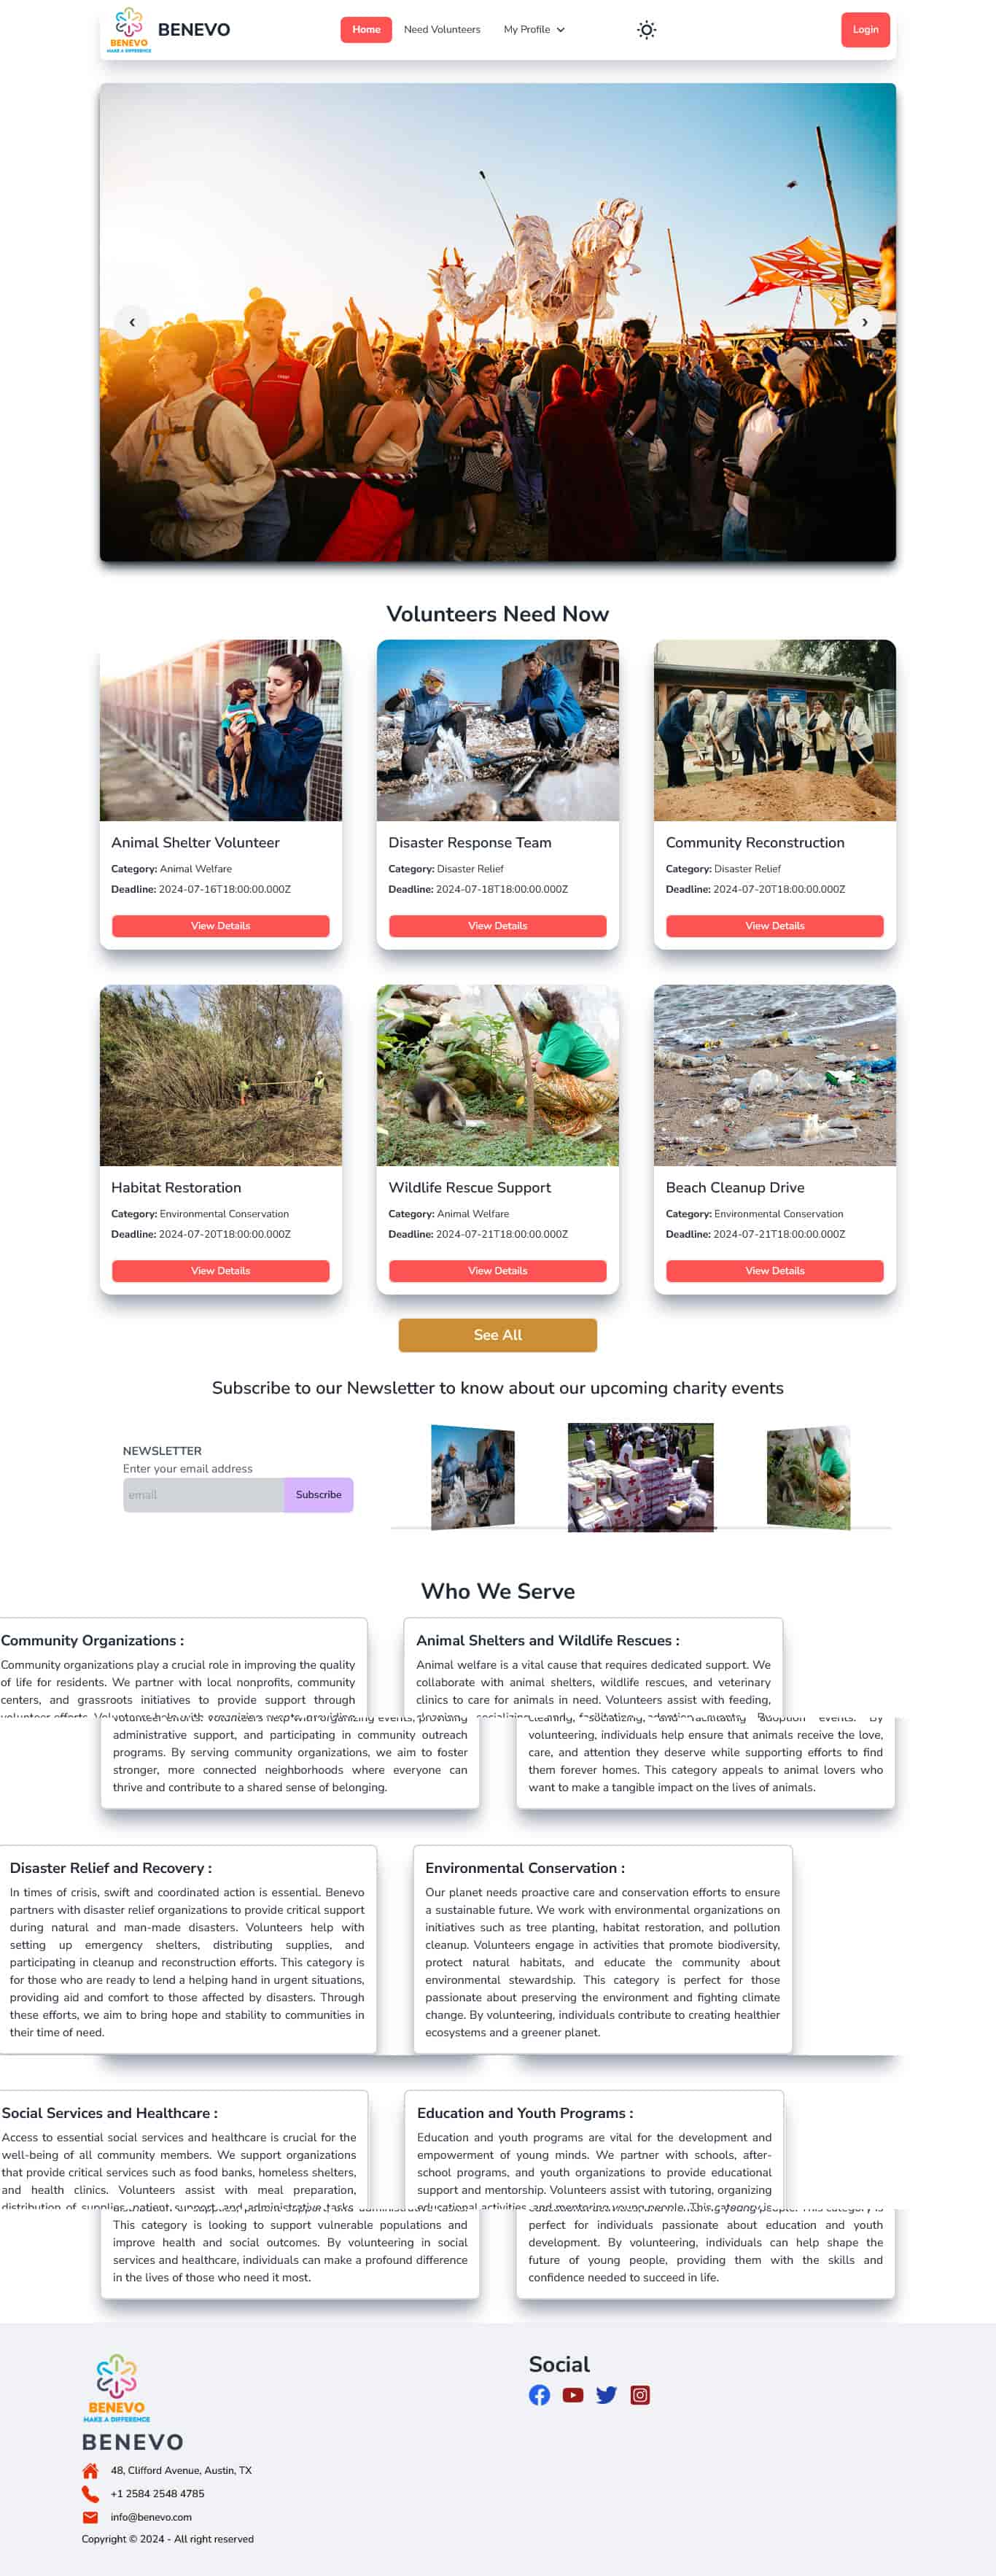 BENEVO
MAKE A DIFFERENCE
BENEVO
Home
Need Volunteers
My Profile
Login
Volunteers Need Now
Animal Shelter Volunteer
Category: Animal Welfare
Deadline: 2024-07-16T18:00:00.000Z
View Details
Disaster Response Team
Category: Disaster Relief
Deadline: 2024-07-18T18:00:00.000Z
View Details
Community Reconstruction
Category: Disaster Relief
Deadline: 2024-07-20T18:00:00.000Z
View Details
Habitat Restoration
Category: Environmental Conservation
Deadline: 2024-07-20T18:00:00.000Z
View Details
Wildlife Rescue Support
Category: Animal Welfare
Deadline: 2024-07-21T18:00:00.000Z
View Details
Beach Cleanup Drive
Category: Environmental Conservation
Deadline: 2024-07-21T18:00:00.000Z
View Details
See All
Subscribe to our Newsletter to know about our upcoming charity events
NEWSLETTER
Enter your email address
email
Subscribe
Who We Serve
Community Organizations :
Community organizations play a crucial role in improving the quality
of life for residents. We partner with local nonprofits, community
centers, and grassroots initiatives to provide support through
administrative support, and participating in community outreach
programs. By serving community organizations, we aim to foster
stronger, more connected neighborhoods where everyone can
thrive and contribute to a shared sense of belonging.
Animal Shelters and Wildlife Rescues :
Animal welfare is a vital cause that requires dedicated support. We
collaborate with animal shelters, wildlife rescues, and veterinary
clinics to care for animals in need. Volunteers assist with feeding,
volunteering, individuals help ensure that animals receive the love,
care, and attention they deserve while supporting efforts to find
them forever homes. This category appeals to animal lovers who
want to make a tangible impact on the lives of animals.
Disaster Relief and Recovery :
In times of crisis, swift and coordinated action is essential. Benevo
partners with disaster relief organizations to provide critical support
during natural and man-made disasters. Volunteers help with
setting up emergency shelters, distributing supplies, and
participating in cleanup and reconstruction efforts. This category is
for those who are ready to lend a helping hand in urgent situations,
providing aid and comfort to those affected by disasters. Through
these efforts, we aim to bring hope and stability to communities in
their time of need.
Environmental Conservation :
Our planet needs proactive care and conservation efforts to ensure
a sustainable future. We work with environmental organizations on
initiatives such as tree planting, habitat restoration, and pollution
cleanup. Volunteers engage in activities that promote biodiversity,
protect natural habitats, and educate the community about
environmental stewardship. This category is perfect for those
passionate about preserving the environment and fighting climate
change. By volunteering, individuals contribute to creating healthier
ecosystems and a greener planet.
Social Services and Healthcare :
Access to essential social services and healthcare is crucial for the
well-being of all community members. We support organizations
that provide critical services such as food banks, homeless shelters,
and health clinics. Volunteers assist with meal preparation,
This category is looking to support vulnerable populations and
improve health and social outcomes. By volunteering in social
services and healthcare, individuals can make a profound difference
in the lives of those who need it most.
Education and Youth Programs :
Education and youth programs are vital for the development and
empowerment of young minds. We partner with schools, after-
school programs, and youth organizations to provide educational
support and mentorship. Volunteers assist with tutoring, organizing
perfect for individuals passionate about education and youth
development. By volunteering, individuals can help shape the
future of young people, providing them with the skills and
confidence needed to succeed in life.
BENEVO
MAKE A DIFFERENCE
BENEVO
48, Clifford Avenue, Austin, TX
+1 2584 2548 4785
info@benevo.com
Copyright © 2024 - All right reserved
Social